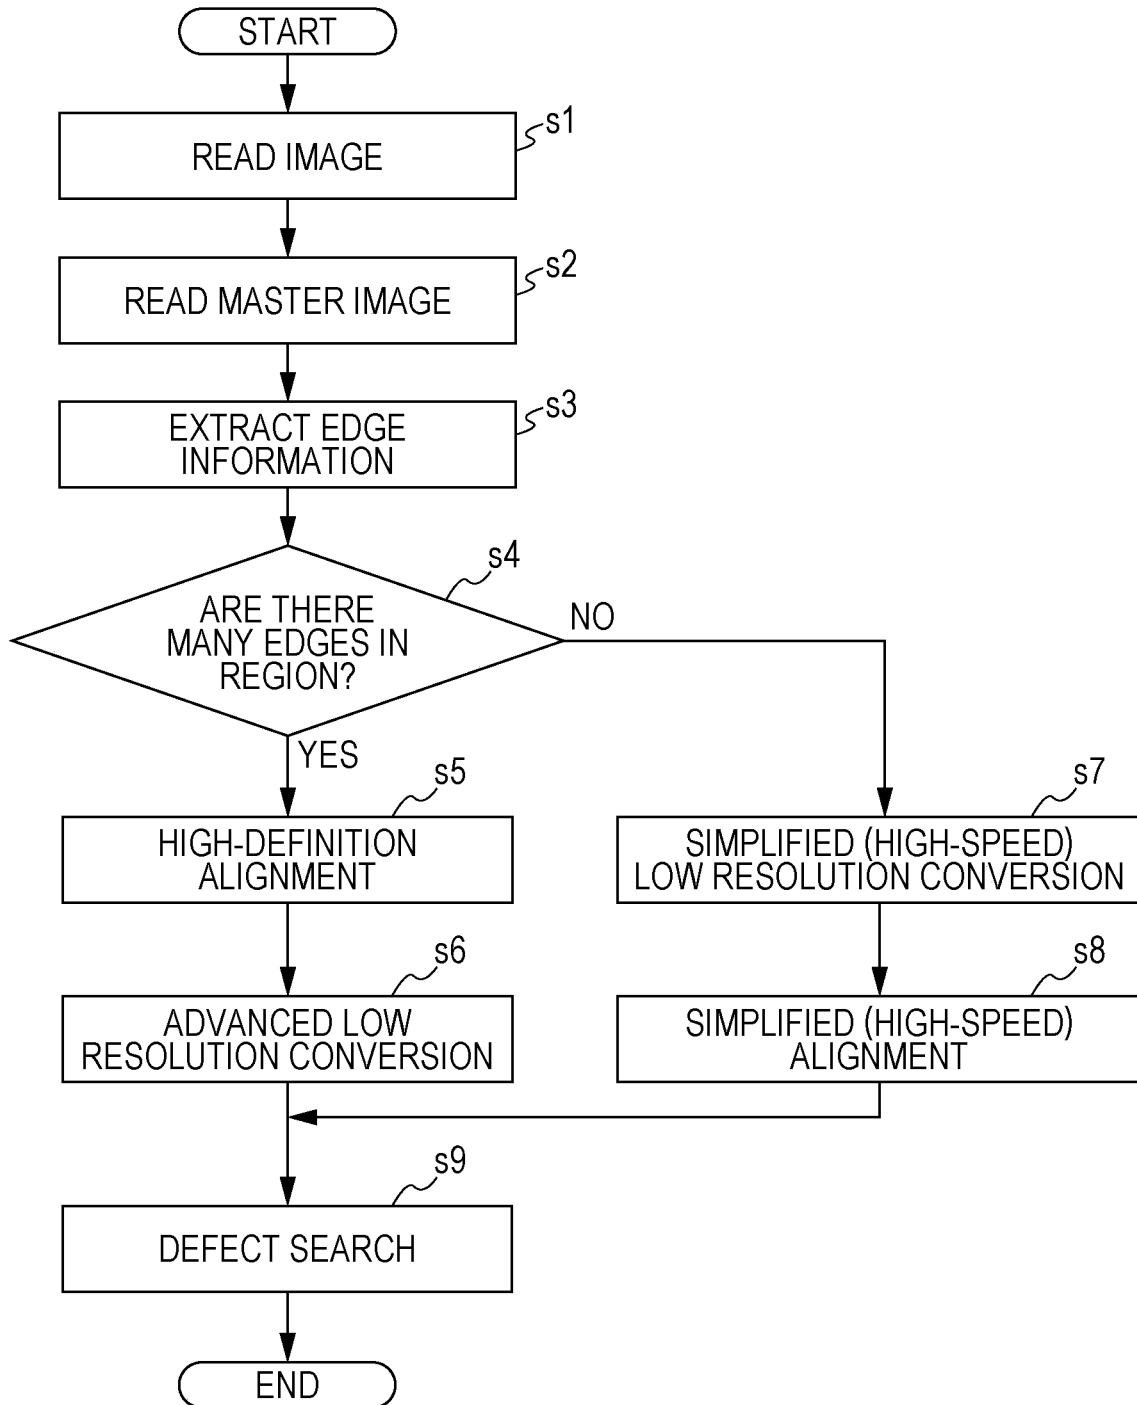 START
s1
READ IMAGE
s2
READ MASTER IMAGE
s3
EXTRACT EDGE
INFORMATION
s4
ARE THERE
MANY EDGES IN
REGION?
NO
YES
s5
HIGH-DEFINITION
ALIGNMENT
s7
SIMPLIFIED (HIGH-SPEED)
LOW RESOLUTION CONVERSION
s6
ADVANCED LOW
RESOLUTION CONVERSION
s8
SIMPLIFIED (HIGH-SPEED)
ALIGNMENT
s9
DEFECT SEARCH
END